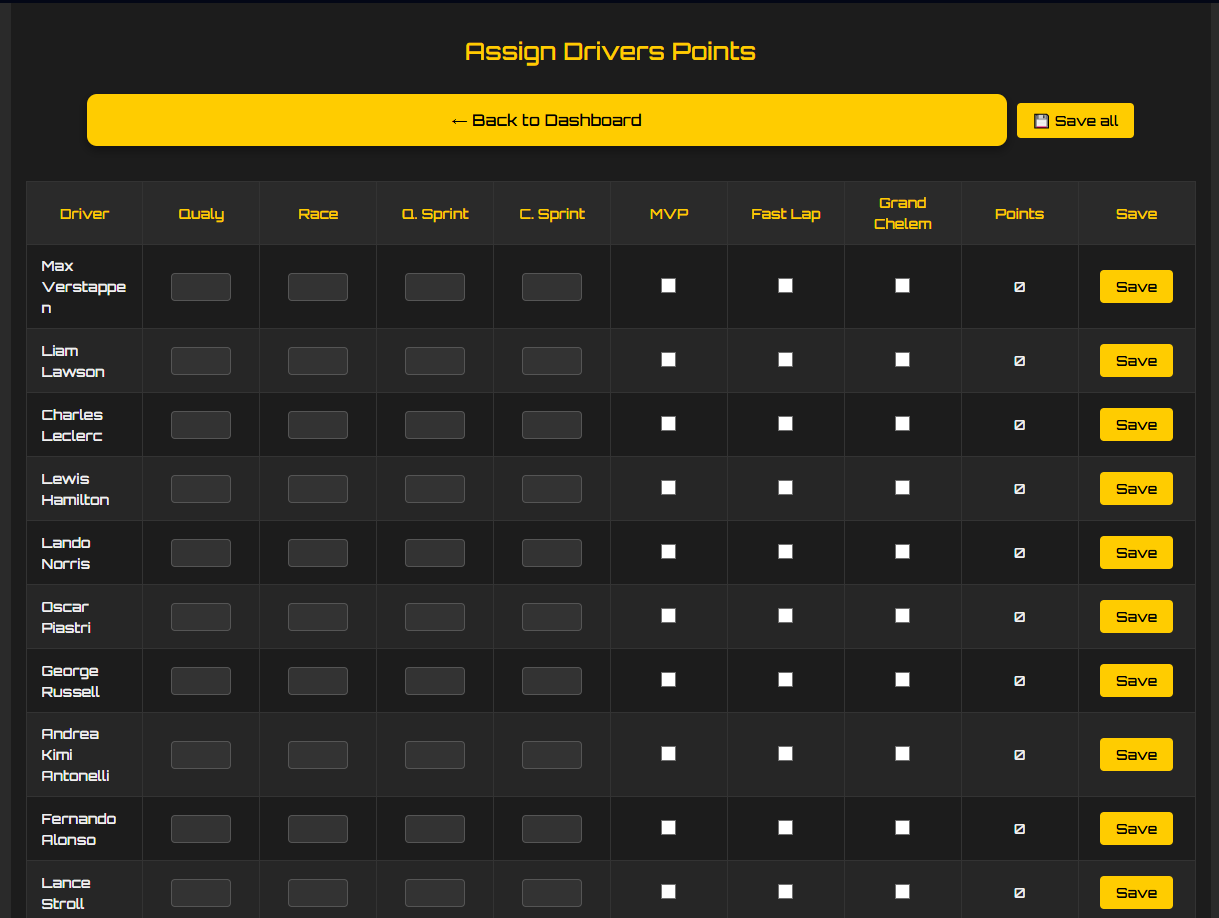 Assign Drivers Points
← Back to Dashboard
💾 Save all
Driver Qualy Race Q. Sprint C. Sprint MVP Fast Lap Grand Chelem Points Save
Max
Verstappe
n
0 Save
Liam
Lawson
0 Save
Charles
Leclerc
0 Save
Lewis
Hamilton
0 Save
Lando
Norris
0 Save
Oscar
Piastri
0 Save
George
Russell
0 Save
Andrea
Kimi
Antonelli
0 Save
Fernando
Alonso
0 Save
Lance
Stroll
0 Save